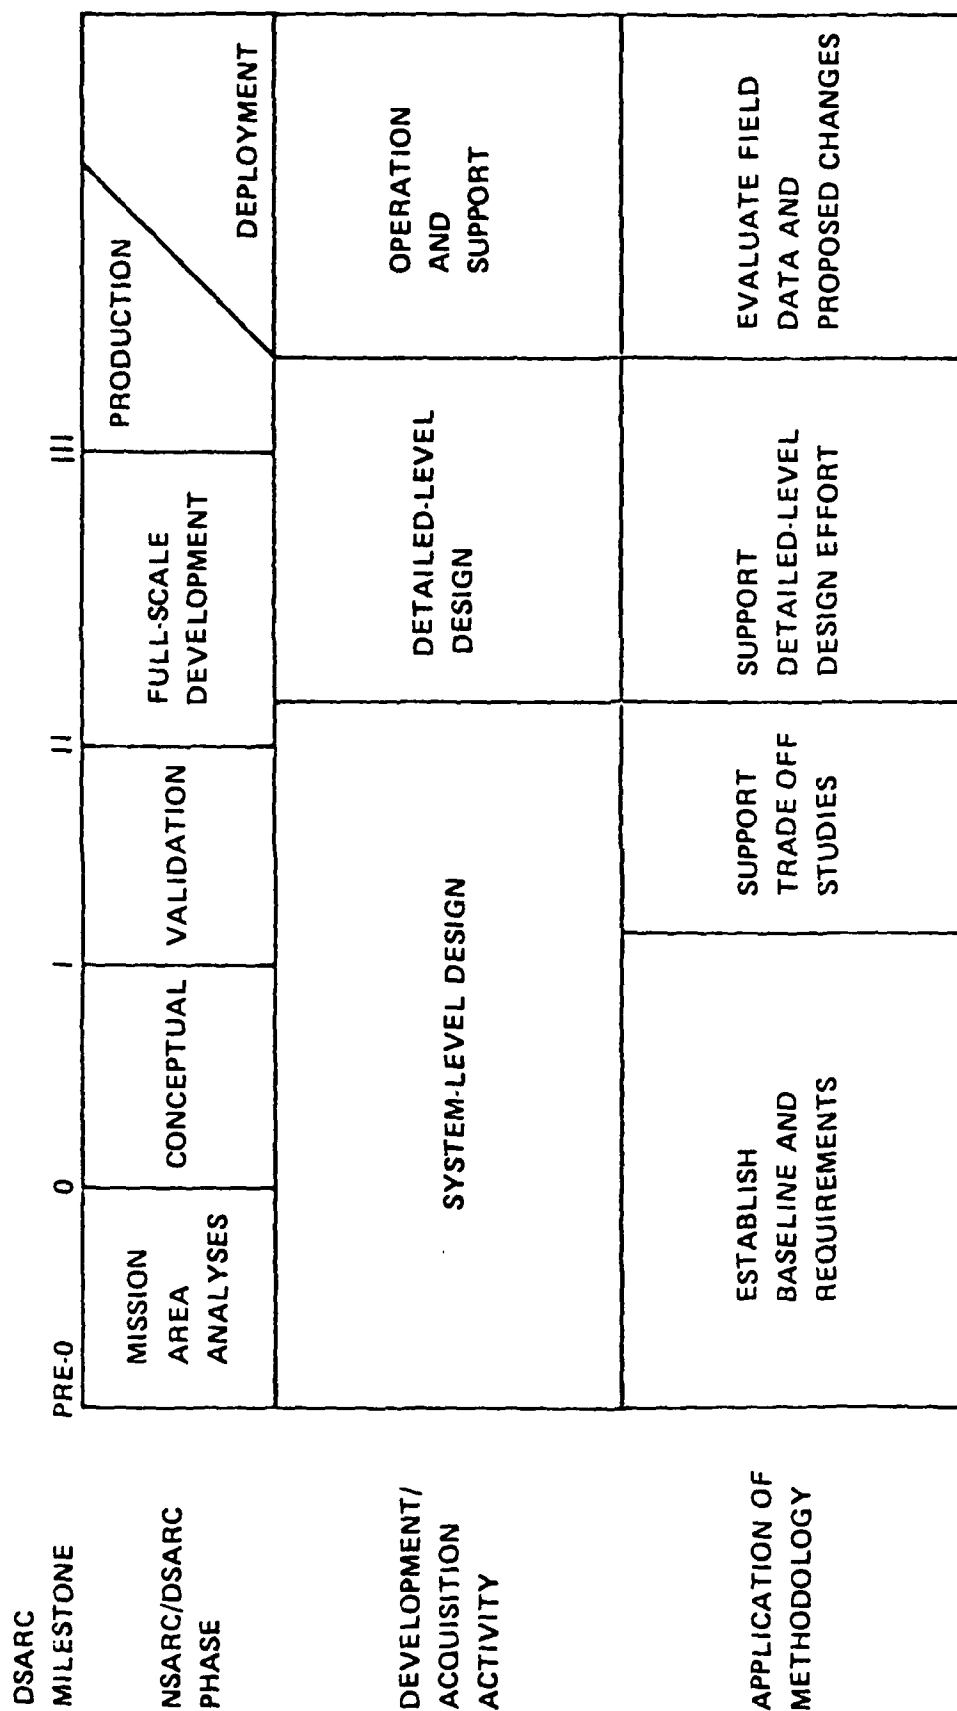 DSARC
MILESTONE
PRE-0
0
I
II
III
NSARC/DSARC
PHASE
MISSION
AREA
ANALYSES
CONCEPTUAL
VALIDATION
FULL-SCALE
DEVELOPMENT
PRODUCTION
DEPLOYMENT
DEVELOPMENT/
ACQUISITION
ACTIVITY
SYSTEM-LEVEL DESIGN
DETAILED-LEVEL
DESIGN
OPERATION
AND
SUPPORT
APPLICATION OF
METHODOLOGY
ESTABLISH
BASELINE AND
REQUIREMENTS
SUPPORT
TRADE OFF
STUDIES
SUPPORT
DETAILED-LEVEL
DESIGN EFFORT
EVALUATE FIELD
DATA AND
PROPOSED CHANGES